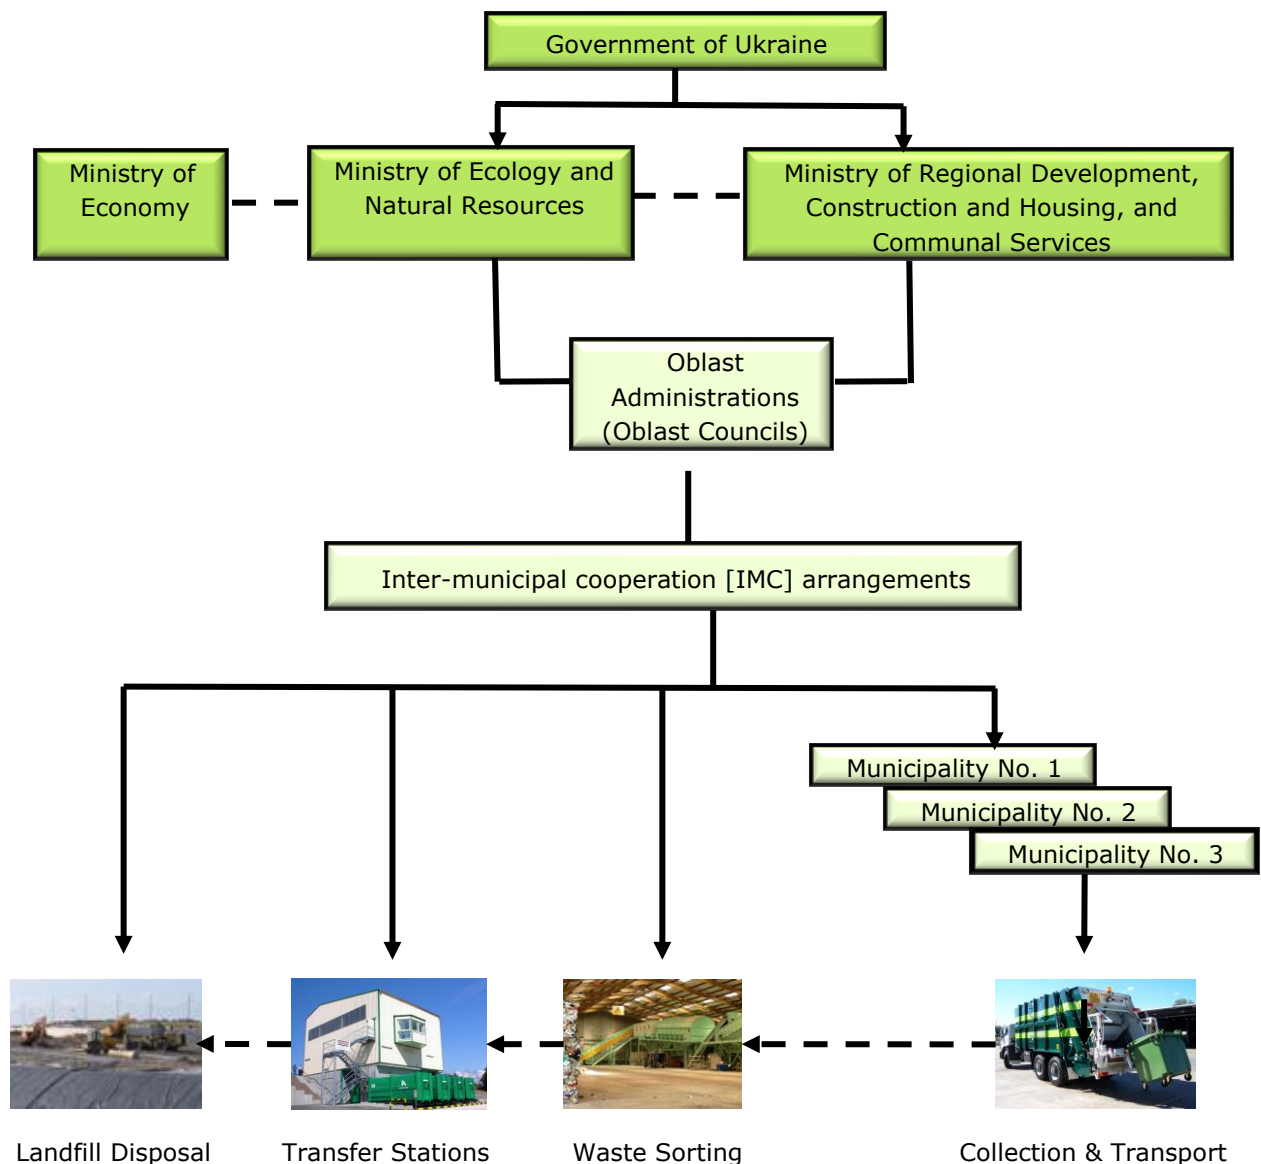 Government of Ukraine
Ministry of
Economy
Ministry of Ecology and
Natural Resources
Ministry of Regional Development,
Construction and Housing, and
Communal Services
Oblast
Administrations
(Oblast Councils)
Inter-municipal cooperation [IMC] arrangements
Municipality No. 1
Municipality No. 2
Municipality No. 3
Landfill Disposal
Transfer Stations
Waste Sorting
Collection & Transport